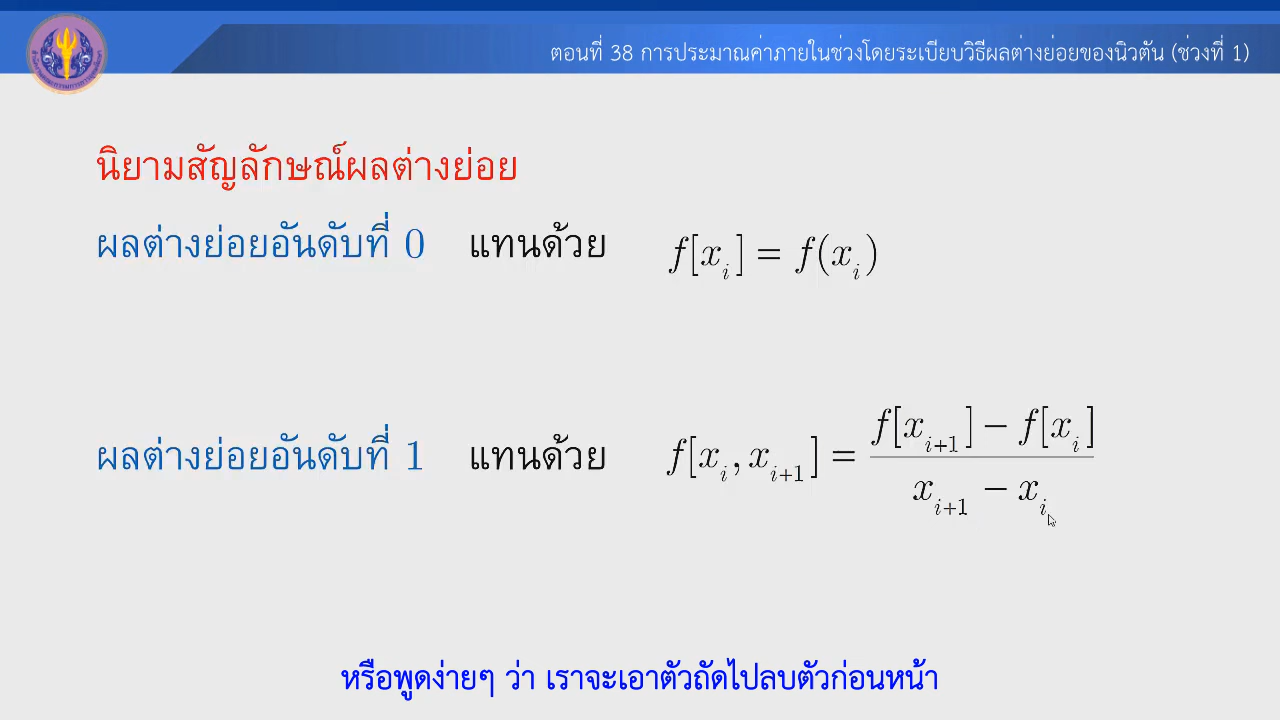 ตอนที่ 38 การประมาณค่าภายในช่วงโดยระเบียบวิธีผลต่างย่อยของนิวตัน (ช่วงที่ 1)
นิยามสัญลักษณ์ผลต่างย่อย
ผลต่างย่อยอันดับที่ 0 แทนด้วย f[x_i] = f(x_i)
ผลต่างย่อยอันดับที่ 1 แทนด้วย f[x_i, x_{i+1}] = \frac{f[x_{i+1}] - f[x_i]}{x_{i+1} - x_i}
หรือพูดง่ายๆ ว่า เราจะเอาตัวถัดไปลบตัวก่อนหน้า